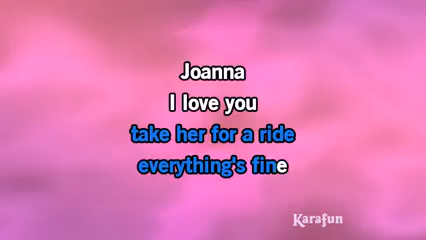 Joanna
I love you
take her for a ride
everything's fine
Karafun